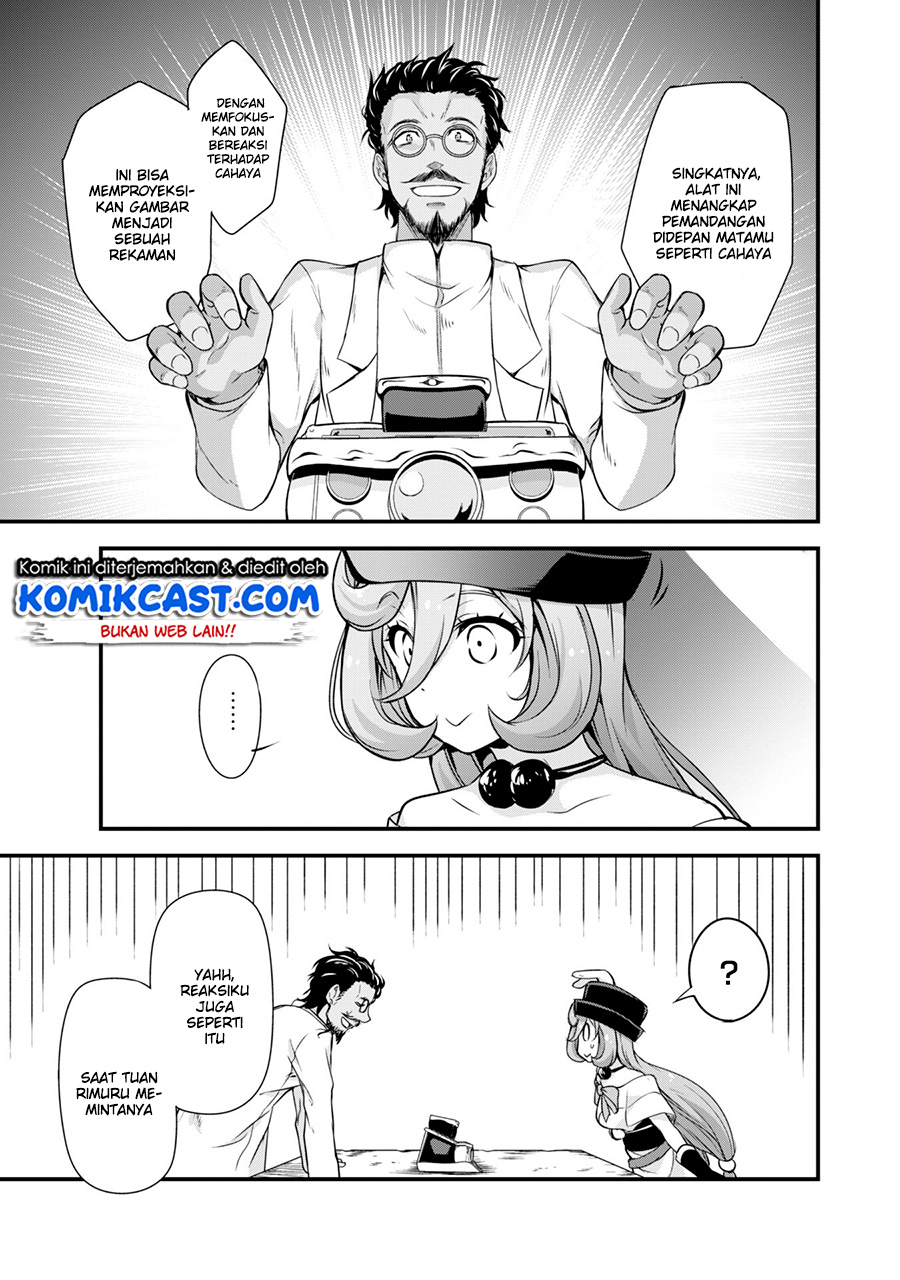 SINGKATNYA,
ALAT INI
MENANGKAP
PEMANDANGAN
DIDEPAN MATAMU
SEPERTI CAHAYA
DENGAN
MEMFOKUS-
KAN DAN
BEREAKSI
TERHADAP
CAHAYA
INI BISA
MEMPROYEKSI-
KAN GAMBAR
MENJADI
SEBUAH
REKAMAN
Komik ini diterjemahkan & diedit oleh
KOMIKCAST.COM
BUKAN WEB LAIN!!
......
?
YAHH,
REAKSIKU
JUGA
SEPERTI
ITU
SAAT TUAN
RIMURU ME-
MINTANYA